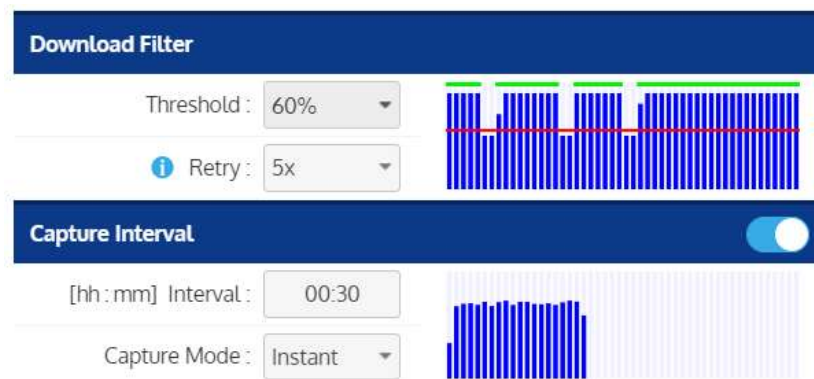 Download Filter
Threshold : 60%
i Retry : 5x
Capture Interval
[hh : mm] Interval : 00:30
Capture Mode : Instant